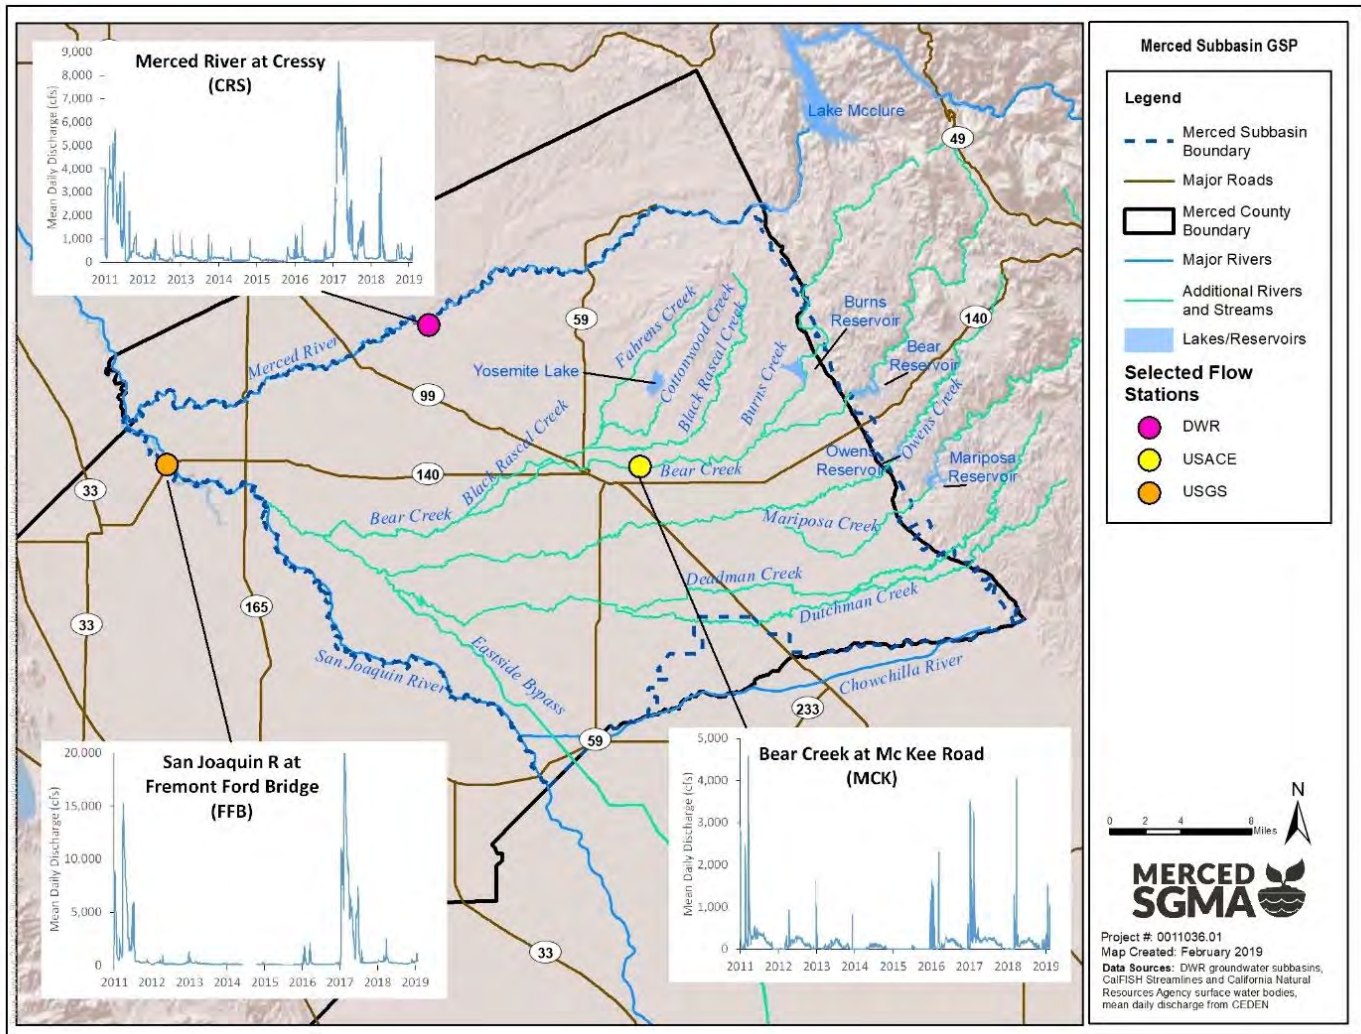 Merced River at Cressy
(CRS)
Mean Daily Discharge (cfs)
9,000
8,000
7,000
6,000
5,000
4,000
3,000
2,000
1,000
0
2011 2012 2013 2014 2015 2016 2017 2018 2019
Lake Mcclure
49
59
Merced River
Fahrens Creek
Cottonwood Creek
Black Rascal Creek
Burns Creek
Burns
Reservoir
Bear
Reservoir
140
Yosemite Lake
99
Black Rascal Creek
Owens Creek
Owens
Reservoir
Mariposa
Reservoir
Bear Creek
140
33
Bear Creek
Mariposa Creek
165
33
Deadman Creek
Dutchman Creek
San Joaquin River
Eastside Bypass
Chowchilla River
233
59
33
San Joaquin R at
Fremont Ford Bridge
(FFB)
Mean Daily Discharge (cfs)
20,000
15,000
10,000
5,000
0
2011 2012 2013 2014 2015 2016 2017 2018 2019
Bear Creek at Mc Kee Road
(MCK)
Mean Daily Discharge (cfs)
5,000
4,000
3,000
2,000
1,000
0
2011 2012 2013 2014 2015 2016 2017 2018 2019
Merced Subbasin GSP
Legend
Merced Subbasin
Boundary
Major Roads
Merced County
Boundary
Major Rivers
Additional Rivers
and Streams
Lakes/Reservoirs
Selected Flow
Stations
DWR
USACE
USGS
N
0 2 4 8
Miles
MERCED
SGMA
Project #: 0011036.01
Map Created: February 2019
Data Sources: DWR groundwater subbasins,
CalFISH Streamlines and California Natural
Resources Agency surface water bodies,
mean daily discharge from CEDEN